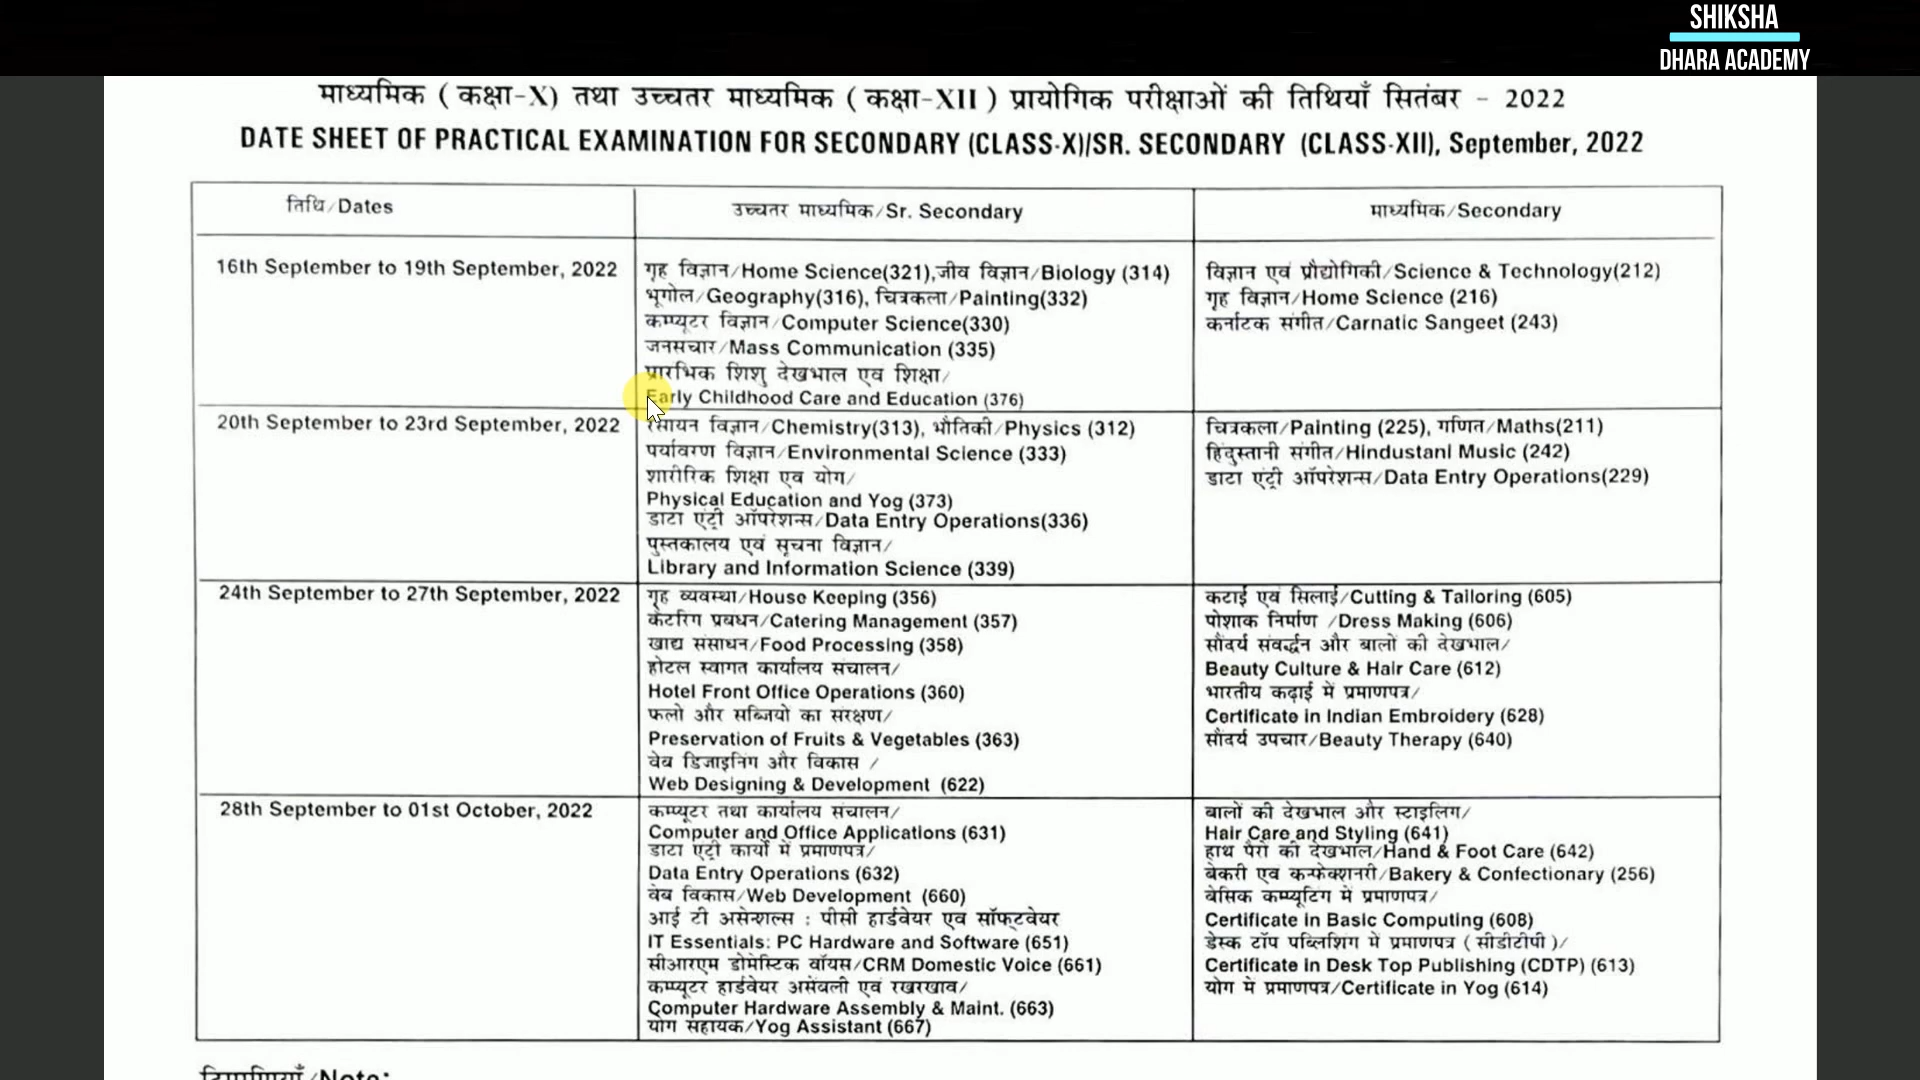 SHIKSHA
DHARA ACADEMY
माध्यमिक ( कक्षा-X) तथा उच्चतर माध्यमिक ( कक्षा-XII ) प्रायोगिक परीक्षाओं की तिथियाँ सितंबर - 2022
DATE SHEET OF PRACTICAL EXAMINATION FOR SECONDARY (CLASS-X)/SR. SECONDARY (CLASS-XII), September, 2022
तिथि/Dates
उच्चतर माध्यमिक/Sr. Secondary
माध्यमिक/Secondary
16th September to 19th September, 2022
गृह विज्ञान/Home Science(321),जीव विज्ञान/Biology (314)
भूगोल/Geography(316), चित्रकला/Painting(332)
कम्प्यूटर विज्ञान/Computer Science(330)
जनसंचार/Mass Communication (335)
प्रारंभिक शिशु देखभाल एवं शिक्षा/
Early Childhood Care and Education (376)
विज्ञान एवं प्रौद्योगिकी/Science & Technology(212)
गृह विज्ञान/Home Science (216)
कर्नाटक संगीत/Carnatic Sangeet (243)
20th September to 23rd September, 2022
रसायन विज्ञान/Chemistry(313), भौतिकी/Physics (312)
पर्यावरण विज्ञान/Environmental Science (333)
शारीरिक शिक्षा एवं योग/
Physical Education and Yog (373)
डाटा एंट्री ऑपरेशन्स/Data Entry Operations(336)
पुस्तकालय एवं सूचना विज्ञान/
Library and Information Science (339)
चित्रकला/Painting (225), गणित/Maths(211)
हिंदुस्तानी संगीत/Hindustani Music (242)
डाटा एंट्री ऑपरेशन्स/Data Entry Operations(229)
24th September to 27th September, 2022
गृह व्यवस्था/House Keeping (356)
केटरिंग प्रबंधन/Catering Management (357)
खाद्य संसाधन/Food Processing (358)
होटल स्वागत कार्यालय संचालन/
Hotel Front Office Operations (360)
फलों और सब्जियों का संरक्षण/
Preservation of Fruits & Vegetables (363)
वेब डिजाइनिंग और विकास /
Web Designing & Development (622)
कटाई एवं सिलाई/Cutting & Tailoring (605)
पोशाक निर्माण /Dress Making (606)
सौंदर्य संवर्द्धन और बालों की देखभाल/
Beauty Culture & Hair Care (612)
भारतीय कढ़ाई में प्रमाणपत्र/
Certificate in Indian Embroidery (628)
सौंदर्य उपचार/Beauty Therapy (640)
28th September to 01st October, 2022
कम्प्यूटर तथा कार्यालय संचालन/
Computer and Office Applications (631)
डाटा एंट्री कार्यों में प्रमाणपत्र/
Data Entry Operations (632)
वेब विकास/Web Development (660)
आई टी असेन्शल्स : पीसी हार्डवेयर एवं सॉफ्टवेयर
IT Essentials: PC Hardware and Software (651)
सीआरएम डोमेस्टिक वॉयस/CRM Domestic Voice (661)
कम्प्यूटर हार्डवेयर असेंबली एवं रखरखाव/
Computer Hardware Assembly & Maint. (663)
योग सहायक/Yog Assistant (667)
बालों की देखभाल और स्टाइलिंग/
Hair Care and Styling (641)
हाथ पैरों की देखभाल/Hand & Foot Care (642)
बेकरी एवं कन्फेक्शनरी/Bakery & Confectionary (256)
बेसिक कम्प्यूटिंग में प्रमाणपत्र/
Certificate in Basic Computing (608)
डेस्क टॉप पब्लिशिंग में प्रमाणपत्र ( सीडीटीपी )/
Certificate in Desk Top Publishing (CDTP) (613)
योग में प्रमाणपत्र/Certificate in Yog (614)
टिप्पणियाँ/Note: